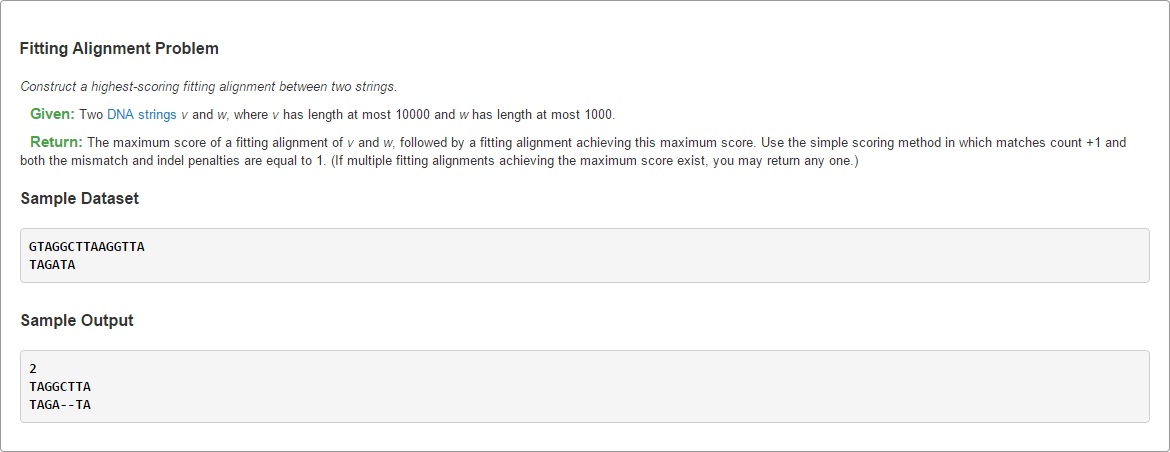 Fitting Alignment Problem
Construct a highest-scoring fitting alignment between two strings.
Given: Two DNA strings v and w, where v has length at most 10000 and w has length at most 1000.
Return: The maximum score of a fitting alignment of v and w, followed by a fitting alignment achieving this maximum score. Use the simple scoring method in which matches count +1 and
both the mismatch and indel penalties are equal to 1. (If multiple fitting alignments achieving the maximum score exist, you may return any one.)
Sample Dataset
GTAGGCTTAAGGTTA
TAGATA
Sample Output
2
TAGGCTTA
TAGA--TA